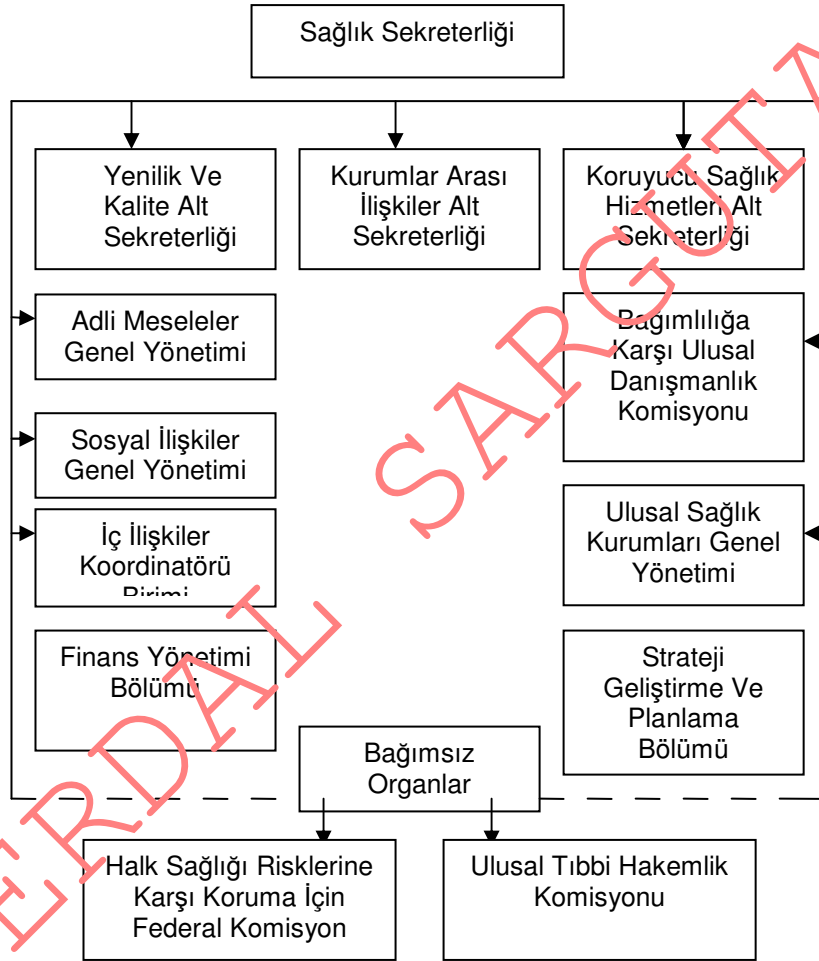 Sağlık Sekreterliği
Yenilik Ve
Kalite Alt
Sekreterliği
Kurumlar Arası
İlişkiler Alt
Sekreterliği
Koruyucu Sağlık
Hizmetleri Alt
Sekreterliği
Adli Meseleler
Genel Yönetimi
Bağımlılığa
Karşı Ulusal
Danışmanlık
Komisyonu
Sosyal İlişkiler
Genel Yönetimi
İç İlişkiler
Koordinatörü
Birimi
Ulusal Sağlık
Kurumları Genel
Yönetimi
Finans Yönetimi
Bölümü
Strateji
Geliştirme Ve
Planlama
Bölümü
Bağımsız
Organlar
Halk Sağlığı Risklerine
Karşı Koruma İçin
Federal Komisyon
Ulusal Tıbbi Hakemlik
Komisyonu
ERDAL SARGUTA